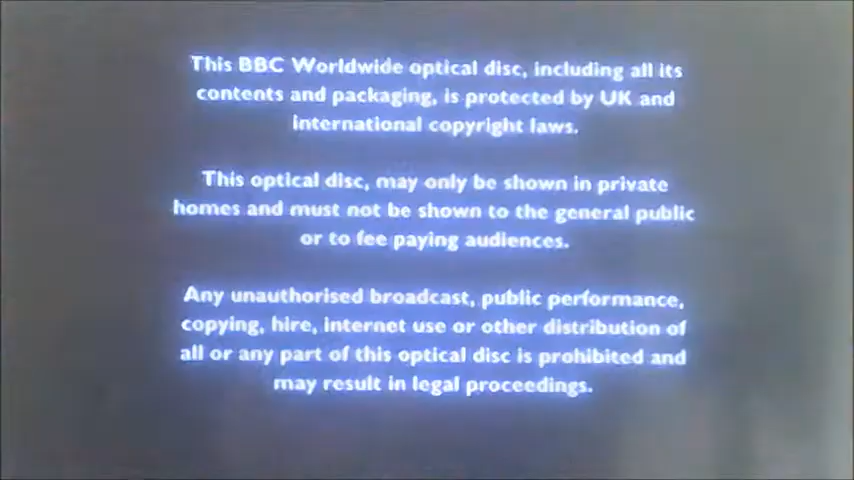 This BBC Worldwide optical disc, including all its
contents and packaging, is protected by UK and
international copyright laws.
This optical disc, may only be shown in private
homes and must not be shown to the general public
or to fee paying audiences.
Any unauthorised broadcast, public performance,
copying, hire, internet use or other distribution of
all or any part of this optical disc is prohibited and
may result in legal proceedings.